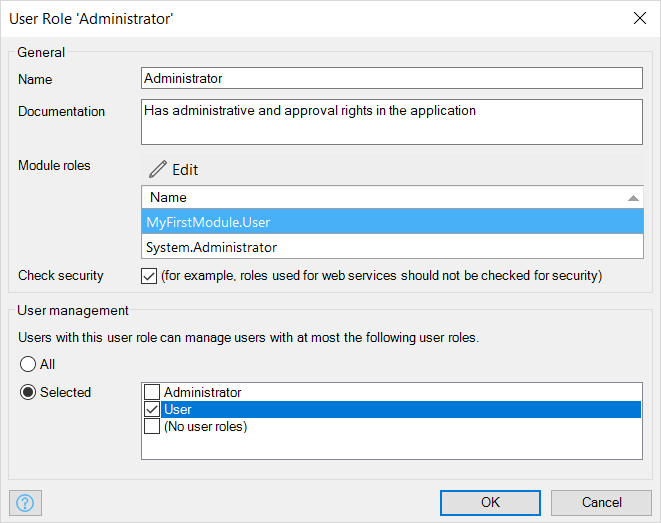 User Role 'Administrator'
General
Name
Administrator
Documentation
Has administrative and approval rights in the application
Module roles
Edit
Name
MyFirstModule.User
System.Administrator
Check security
(for example, roles used for web services should not be checked for security)
User management
Users with this user role can manage users with at most the following user roles.
All
Selected
Administrator
User
(No user roles)
?
OK
Cancel